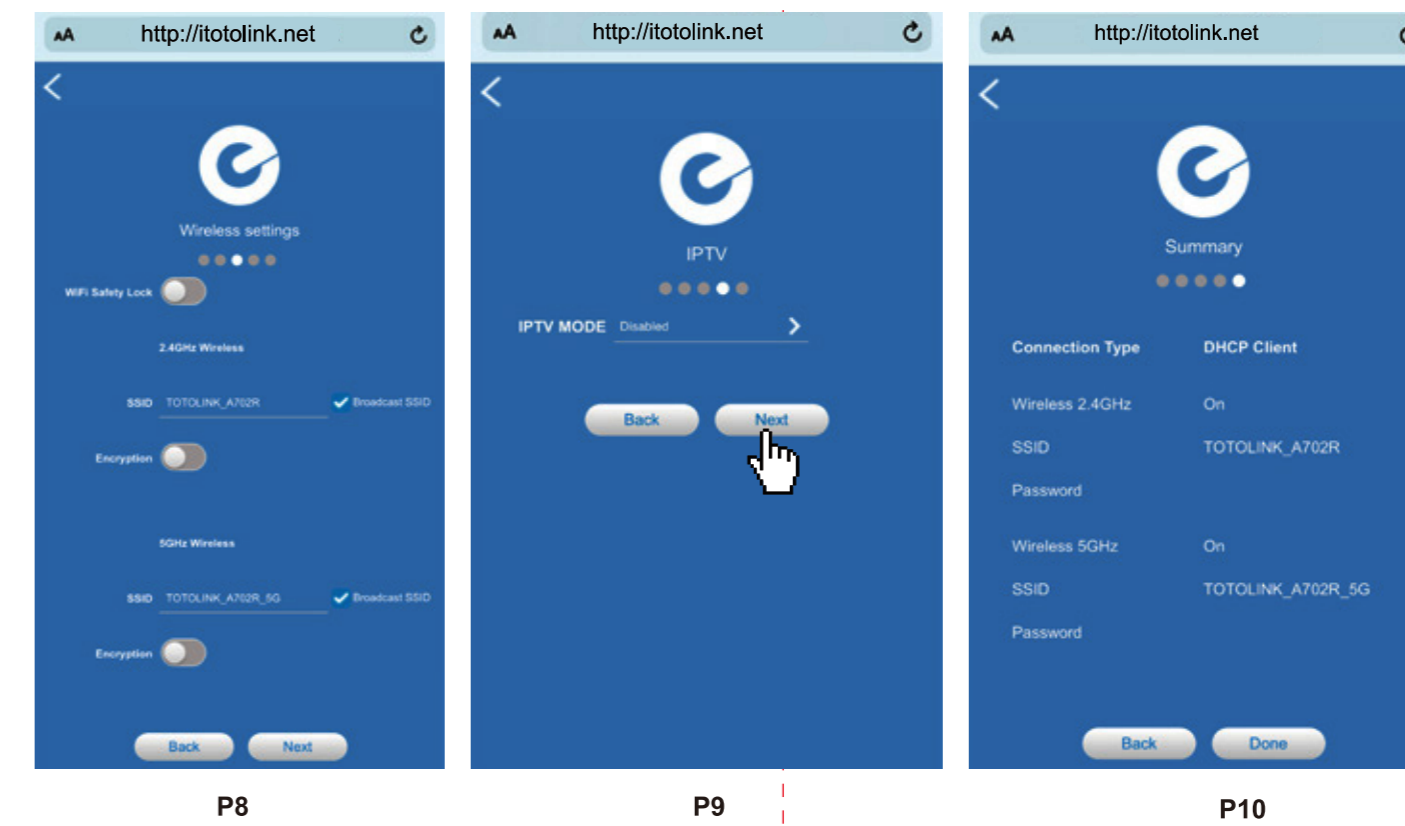 AA http://itotolink.net
Wireless settings
WiFi Safety Lock
2.4GHz Wireless
SSID TOTOLINK_A702R Broadcast SSID
Encryption
5GHz Wireless
SSID TOTOLINK_A702R_5G Broadcast SSID
Encryption
Back Next
P8
AA http://itotolink.net
IPTV
IPTV MODE Disabled
Back Next
P9
AA http://itotolink.net
Summary
Connection Type DHCP Client
Wireless 2.4GHz On
SSID TOTOLINK_A702R
Password
Wireless 5GHz On
SSID TOTOLINK_A702R_5G
Password
Back Done
P10